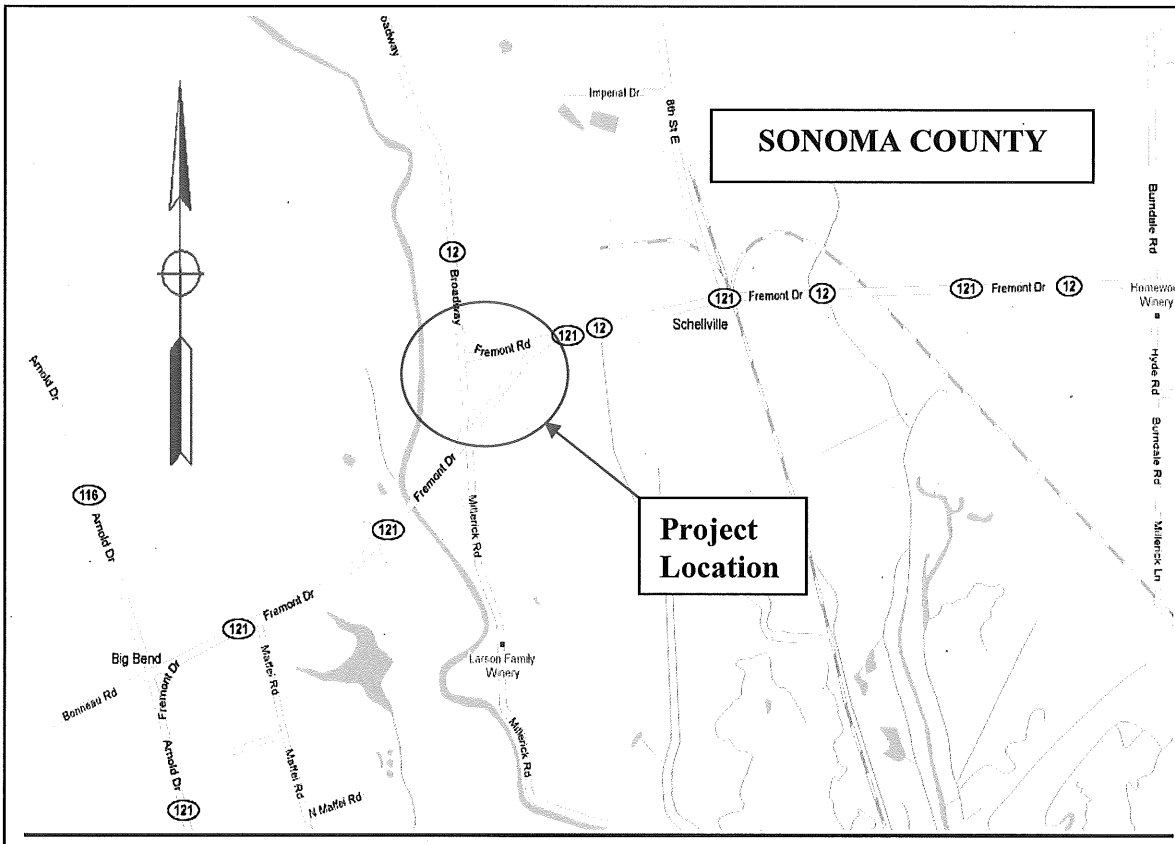 oadway
Imperial Dr
8th St E
SONOMA COUNTY
Burndale Rd
12
Broadway
121
Fremont Dr
12
121
Fremont Dr
12
Homewo
Winery
Schellville
121
12
Fremont Rd
Arnold Dr
Hyde Rd
Burndale Rd
Fremont Dr
116
Arnold Dr
121
Millerick Rd
Project
Location
Millerick Ln
Fremont Dr
121
Maffei Rd
Big Bend
Larson Family
Winery
Bonneau Rd
Fremont Dr
Millerick Rd
Arnold Dr
Maffei Rd
N Maffei Rd
121